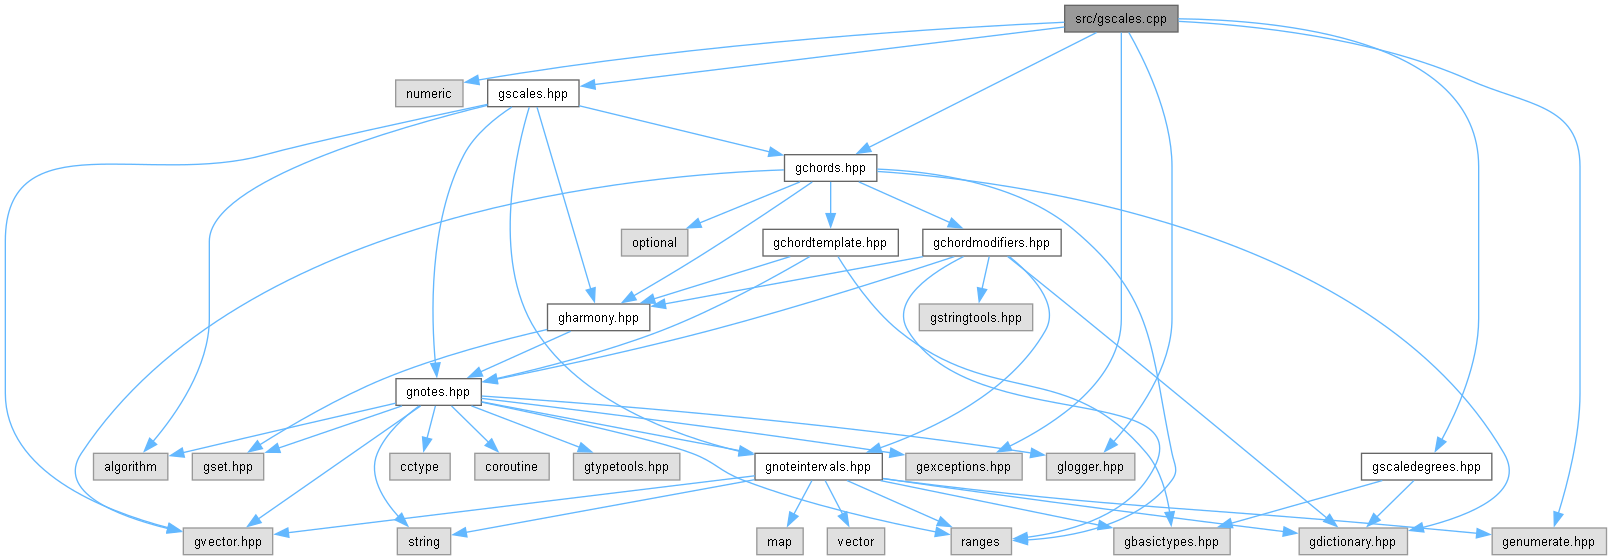 src/gscales.cpp
numeric
gscales.hpp
gchords.hpp
optional
gchordtemplate.hpp
gchordmodifiers.hpp
gharmony.hpp
gstringtools.hpp
gnotes.hpp
algorithm
gset.hpp
cctype
coroutine
gtypetools.hpp
gnoteintervals.hpp
gexceptions.hpp
glogger.hpp
gscaledegrees.hpp
gvector.hpp
string
map
vector
ranges
gbasictypes.hpp
gdictionary.hpp
genumerate.hpp